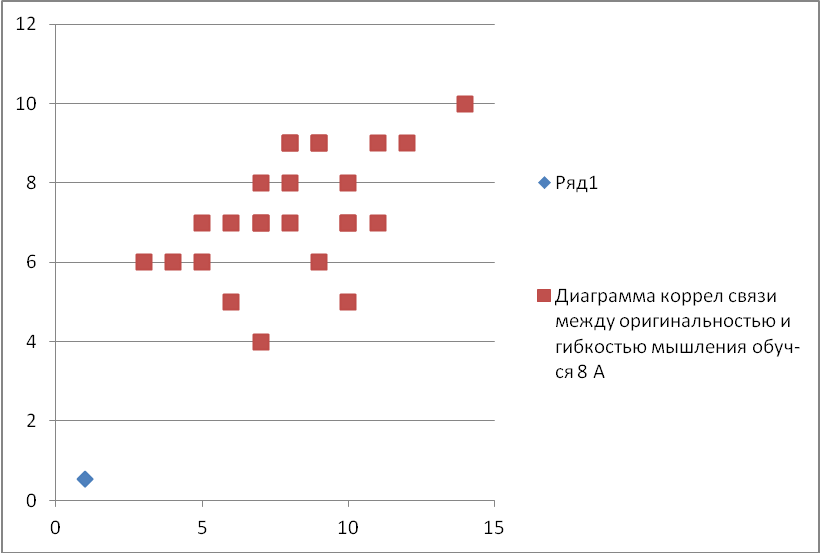 12
10
8
6
4
2
0
0 5 10 15
Ряд1
Диаграмма коррел связи
между оригинальностью и
гибкостью мышления обуч-
ся 8 А